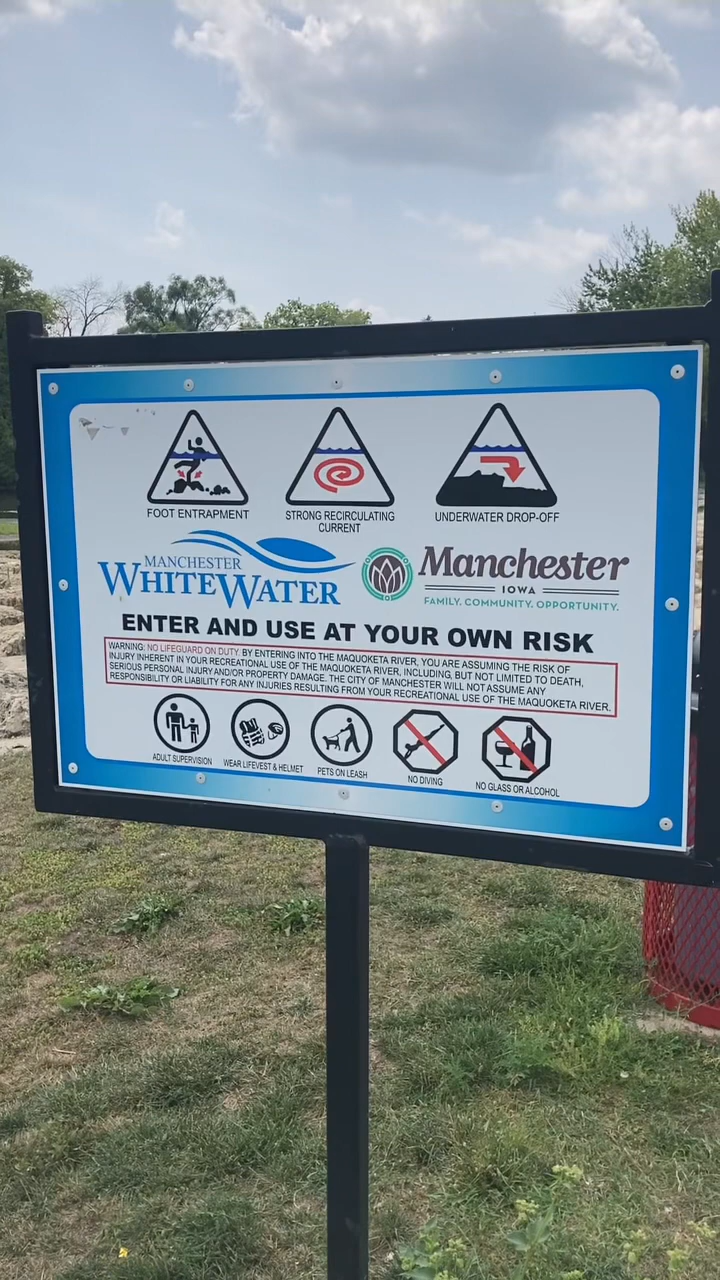 FOOT ENTRAPMENT
STRONG RECIRCULATING
CURRENT
UNDERWATER DROP-OFF
MANCHESTER
WHITEWATER
Manchester
IOWA
FAMILY. COMMUNITY. OPPORTUNITY.
ENTER AND USE AT YOUR OWN RISK
WARNING: NO LIFEGUARD ON DUTY. BY ENTERING INTO THE MAQUOKETA RIVER, YOU ARE ASSUMING THE RISK OF
INJURY INHERENT IN YOUR RECREATIONAL USE OF THE MAQUOKETA RIVER, INCLUDING, BUT NOT LIMITED TO DEATH,
SERIOUS PERSONAL INJURY AND/OR PROPERTY DAMAGE. THE CITY OF MANCHESTER WILL NOT ASSUME ANY
RESPONSIBILITY OR LIABILITY FOR ANY INJURIES RESULTING FROM YOUR RECREATIONAL USE OF THE MAQUOKETA RIVER.
ADULT SUPERVISION
WEAR LIFEVEST & HELMET
PETS ON LEASH
NO DIVING
NO GLASS OR ALCOHOL